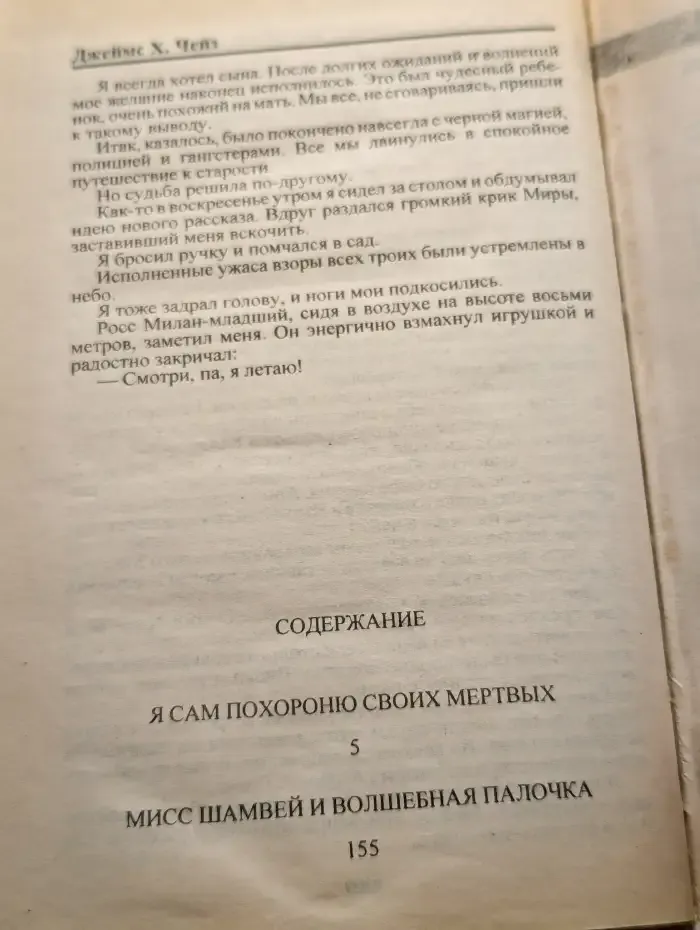 Джеймс Х. Чейз
Я всегда хотел сына. После долгих ожиданий и волнений
мое желание наконец исполнилось. Это был чудесный ребе-
нок, очень похожий на мать. Мы все, не сговариваясь, пришли
к такому выводу.
Итак, казалось, было покончено навсегда с черной магией,
полицией и гангстерами. Все мы двинулись в спокойное
путешествие к старости
Но судьба решила по-другому.
Как-то в воскресенье утром я сидел за столом и обдумывал
идею нового рассказа. Вдруг раздался громкий крик Миры,
заставивший меня вскочить.
Я бросил ручку и помчался в сад.
Исполненные ужаса взоры всех троих были устремлены в
небо.
Я тоже задрал голову, и ноги мои подкосились.
Росс Милан-младший, сидя в воздухе на высоте восьми
метров, заметил меня. Он энергично взмахнул игрушкой и
радостно закричал:
— Смотри, па, я летаю!
СОДЕРЖАНИЕ
Я САМ ПОХОРОНЮ СВОИХ МЕРТВЫХ
5
МИСС ШАМВЕЙ И ВОЛШЕБНАЯ ПАЛОЧКА
155